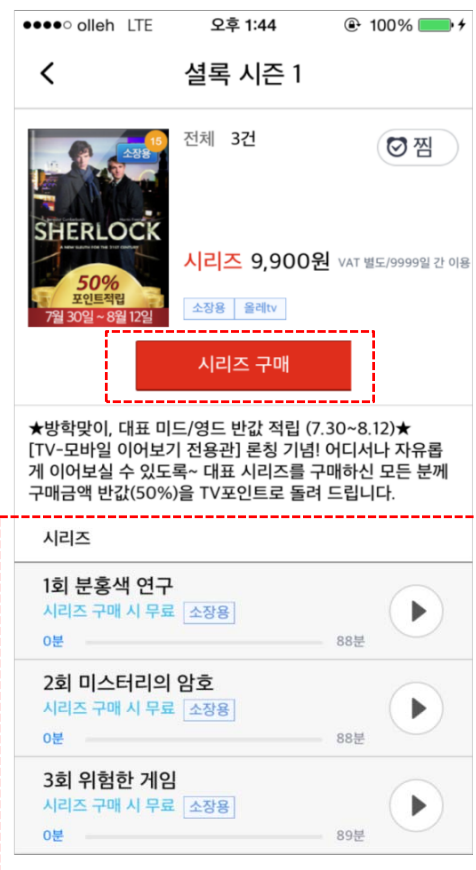 olleh LTE 오후 1:44 100%
셜록 시즌 1
15
소장용
SHERLOCK
A NEW SLEUTH FOR THE 21ST CENTURY
50%
포인트적립
7월 30일 ~ 8월 12일
전체 3건
찜
시리즈 9,900원 VAT 별도/9999일 간 이용
소장용 올레tv
시리즈 구매
★방학맞이, 대표 미드/영드 반값 적립 (7.30~8.12)★
[TV-모바일 이어보기 전용관] 론칭 기념! 어디서나 자유롭
게 이어보실 수 있도록~ 대표 시리즈를 구매하신 모든 분께
구매금액 반값(50%)을 TV포인트로 돌려 드립니다.
시리즈
1회 분홍색 연구
시리즈 구매 시 무료 소장용
0분 88분
2회 미스터리의 암호
시리즈 구매 시 무료 소장용
0분 88분
3회 위험한 게임
시리즈 구매 시 무료 소장용
0분 89분